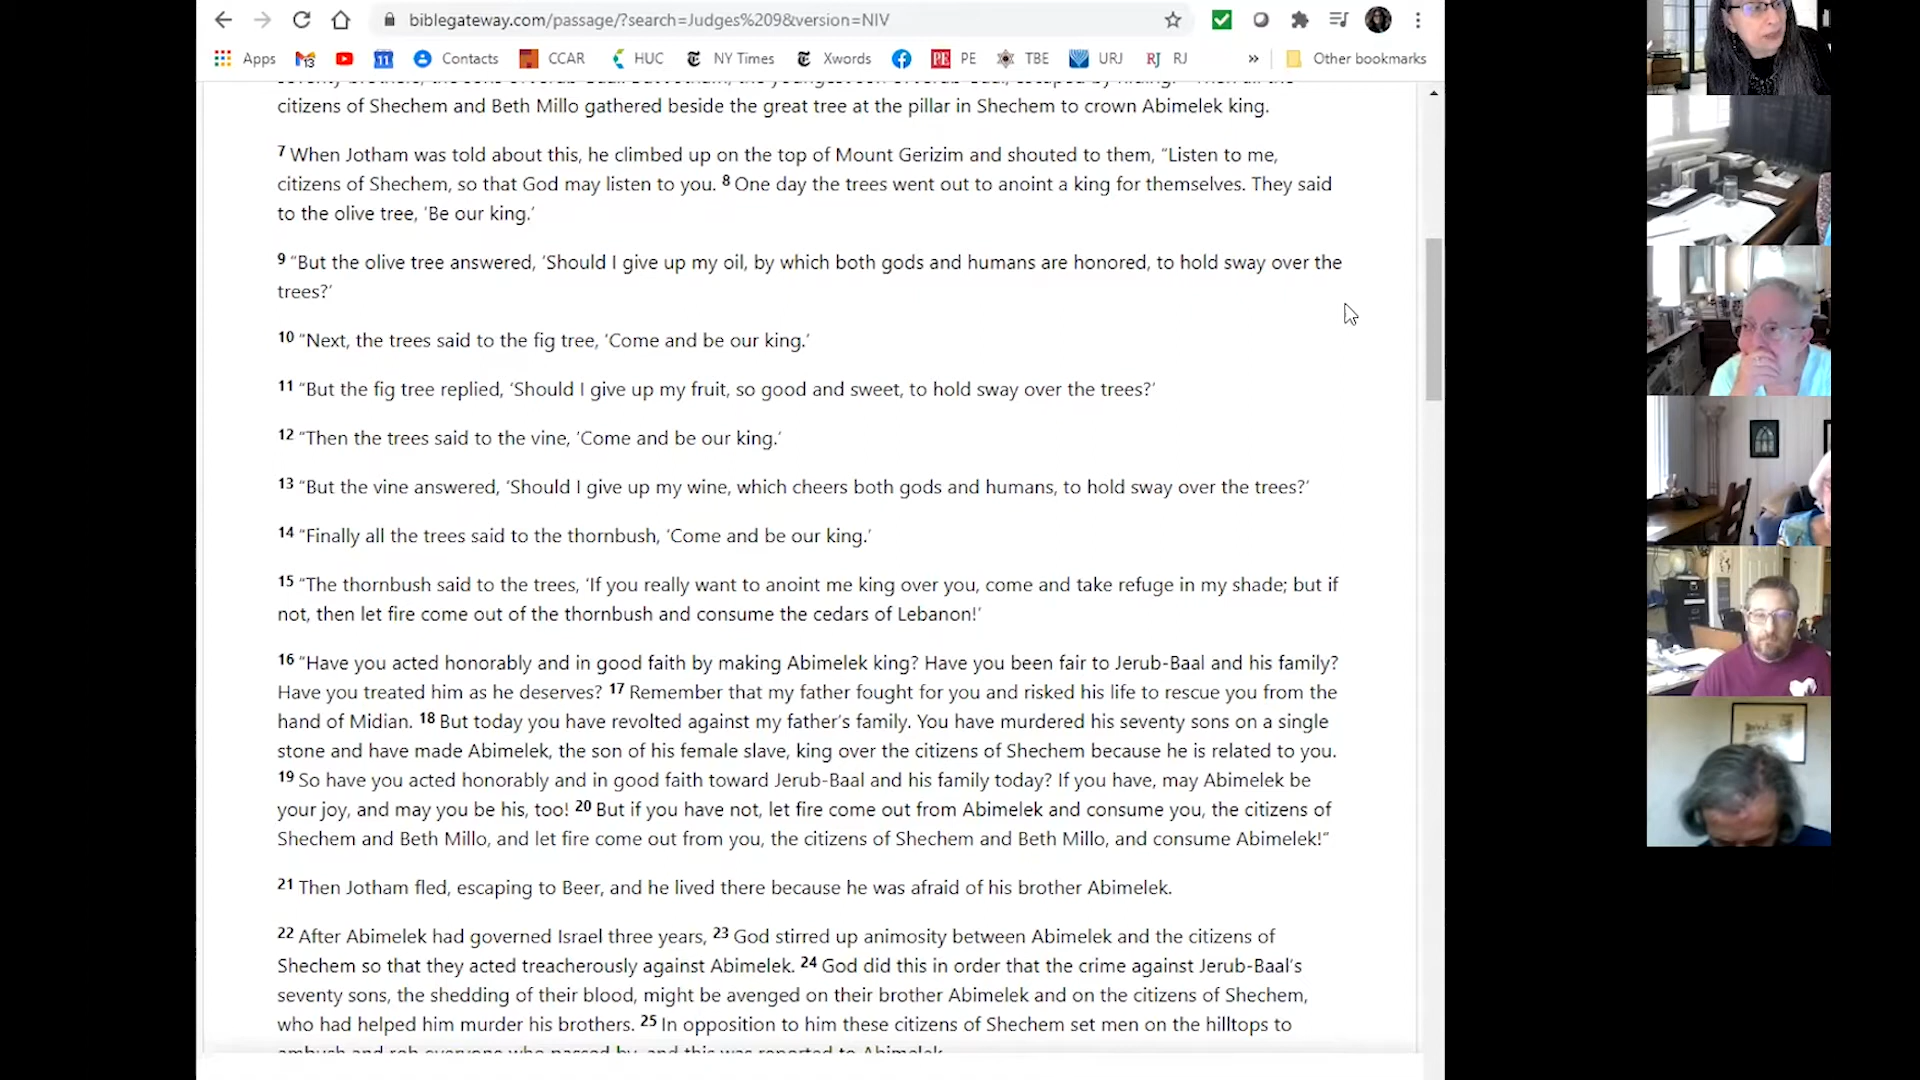 biblegateway.com/passage/?search=Judges%209&version=NIV
Apps 13 11 Contacts CCAR HUC NY Times Xwords PE PE TBE URJ RJ RJ » Other bookmarks
citizens of Shechem and Beth Millo gathered beside the great tree at the pillar in Shechem to crown Abimelek king.
7 When Jotham was told about this, he climbed up on the top of Mount Gerizim and shouted to them, “Listen to me,
citizens of Shechem, so that God may listen to you. 8 One day the trees went out to anoint a king for themselves. They said
to the olive tree, ‘Be our king.’
9 “But the olive tree answered, ‘Should I give up my oil, by which both gods and humans are honored, to hold sway over the
trees?’
10 “Next, the trees said to the fig tree, ‘Come and be our king.’
11 “But the fig tree replied, ‘Should I give up my fruit, so good and sweet, to hold sway over the trees?’
12 “Then the trees said to the vine, ‘Come and be our king.’
13 “But the vine answered, ‘Should I give up my wine, which cheers both gods and humans, to hold sway over the trees?’
14 “Finally all the trees said to the thornbush, ‘Come and be our king.’
15 “The thornbush said to the trees, ‘If you really want to anoint me king over you, come and take refuge in my shade; but if
not, then let fire come out of the thornbush and consume the cedars of Lebanon!’
16 “Have you acted honorably and in good faith by making Abimelek king? Have you been fair to Jerub-Baal and his family?
Have you treated him as he deserves? 17 Remember that my father fought for you and risked his life to rescue you from the
hand of Midian. 18 But today you have revolted against my father’s family. You have murdered his seventy sons on a single
stone and have made Abimelek, the son of his female slave, king over the citizens of Shechem because he is related to you.
19 So have you acted honorably and in good faith toward Jerub-Baal and his family today? If you have, may Abimelek be
your joy, and may you be his, too! 20 But if you have not, let fire come out from Abimelek and consume you, the citizens of
Shechem and Beth Millo, and let fire come out from you, the citizens of Shechem and Beth Millo, and consume Abimelek!”
21 Then Jotham fled, escaping to Beer, and he lived there because he was afraid of his brother Abimelek.
22 After Abimelek had governed Israel three years, 23 God stirred up animosity between Abimelek and the citizens of
Shechem so that they acted treacherously against Abimelek. 24 God did this in order that the crime against Jerub-Baal’s
seventy sons, the shedding of their blood, might be avenged on their brother Abimelek and on the citizens of Shechem,
who had helped him murder his brothers. 25 In opposition to him these citizens of Shechem set men on the hilltops to
ambush and rob everyone who passed by, and this was reported to Abimelek.